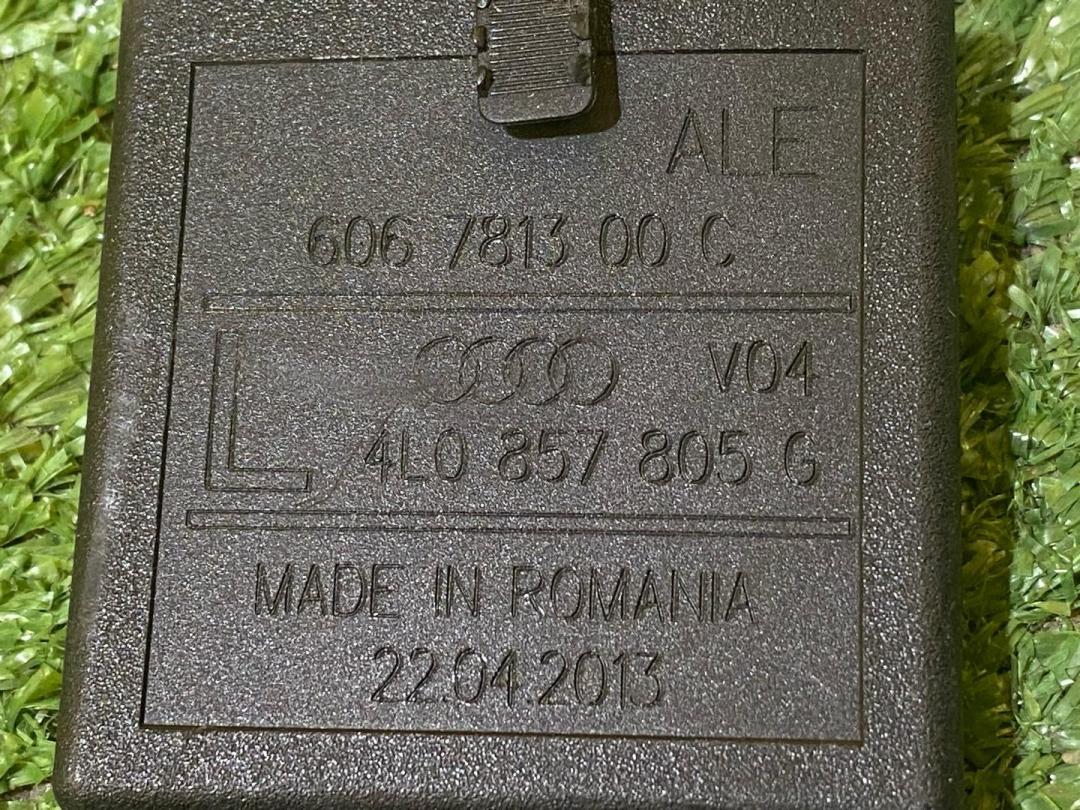 ALE
606 7813 00 C
L V04
4L0 857 805 G
MADE IN ROMANIA
22.04.2013